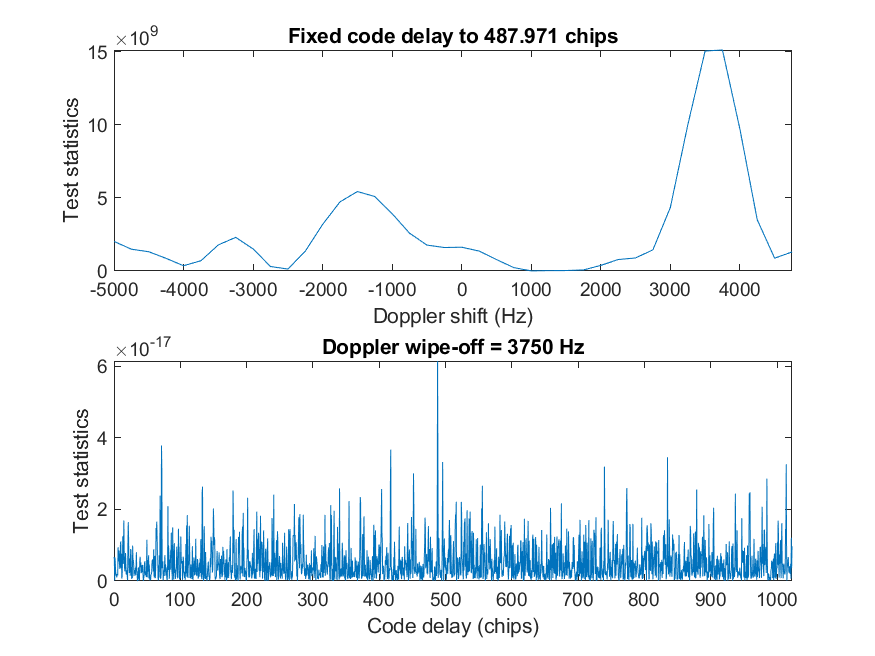 ×10^9
Fixed code delay to 487.971 chips
15
10
5
0
Test statistics
-5000 -4000 -3000 -2000 -1000 0 1000 2000 3000 4000
Doppler shift (Hz)
×10^-17
Doppler wipe-off = 3750 Hz
6
4
2
0
Test statistics
0 100 200 300 400 500 600 700 800 900 1000
Code delay (chips)